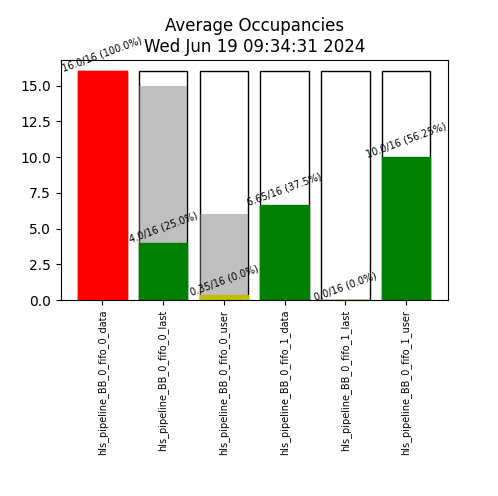 Average Occupancies
Wed Jun 19 09:34:31 2024
16.0/16 (100.0%)
4.0/16 (25.0%)
0.35/16 (0.0%)
6.65/16 (37.5%)
0.0/16 (0.0%)
10.0/16 (56.25%)
15.0
12.5
10.0
7.5
5.0
2.5
0.0
hls_pipeline_BB_0_fifo_0_data
hls_pipeline_BB_0_fifo_0_last
hls_pipeline_BB_0_fifo_0_user
hls_pipeline_BB_0_fifo_1_data
hls_pipeline_BB_0_fifo_1_last
hls_pipeline_BB_0_fifo_1_user